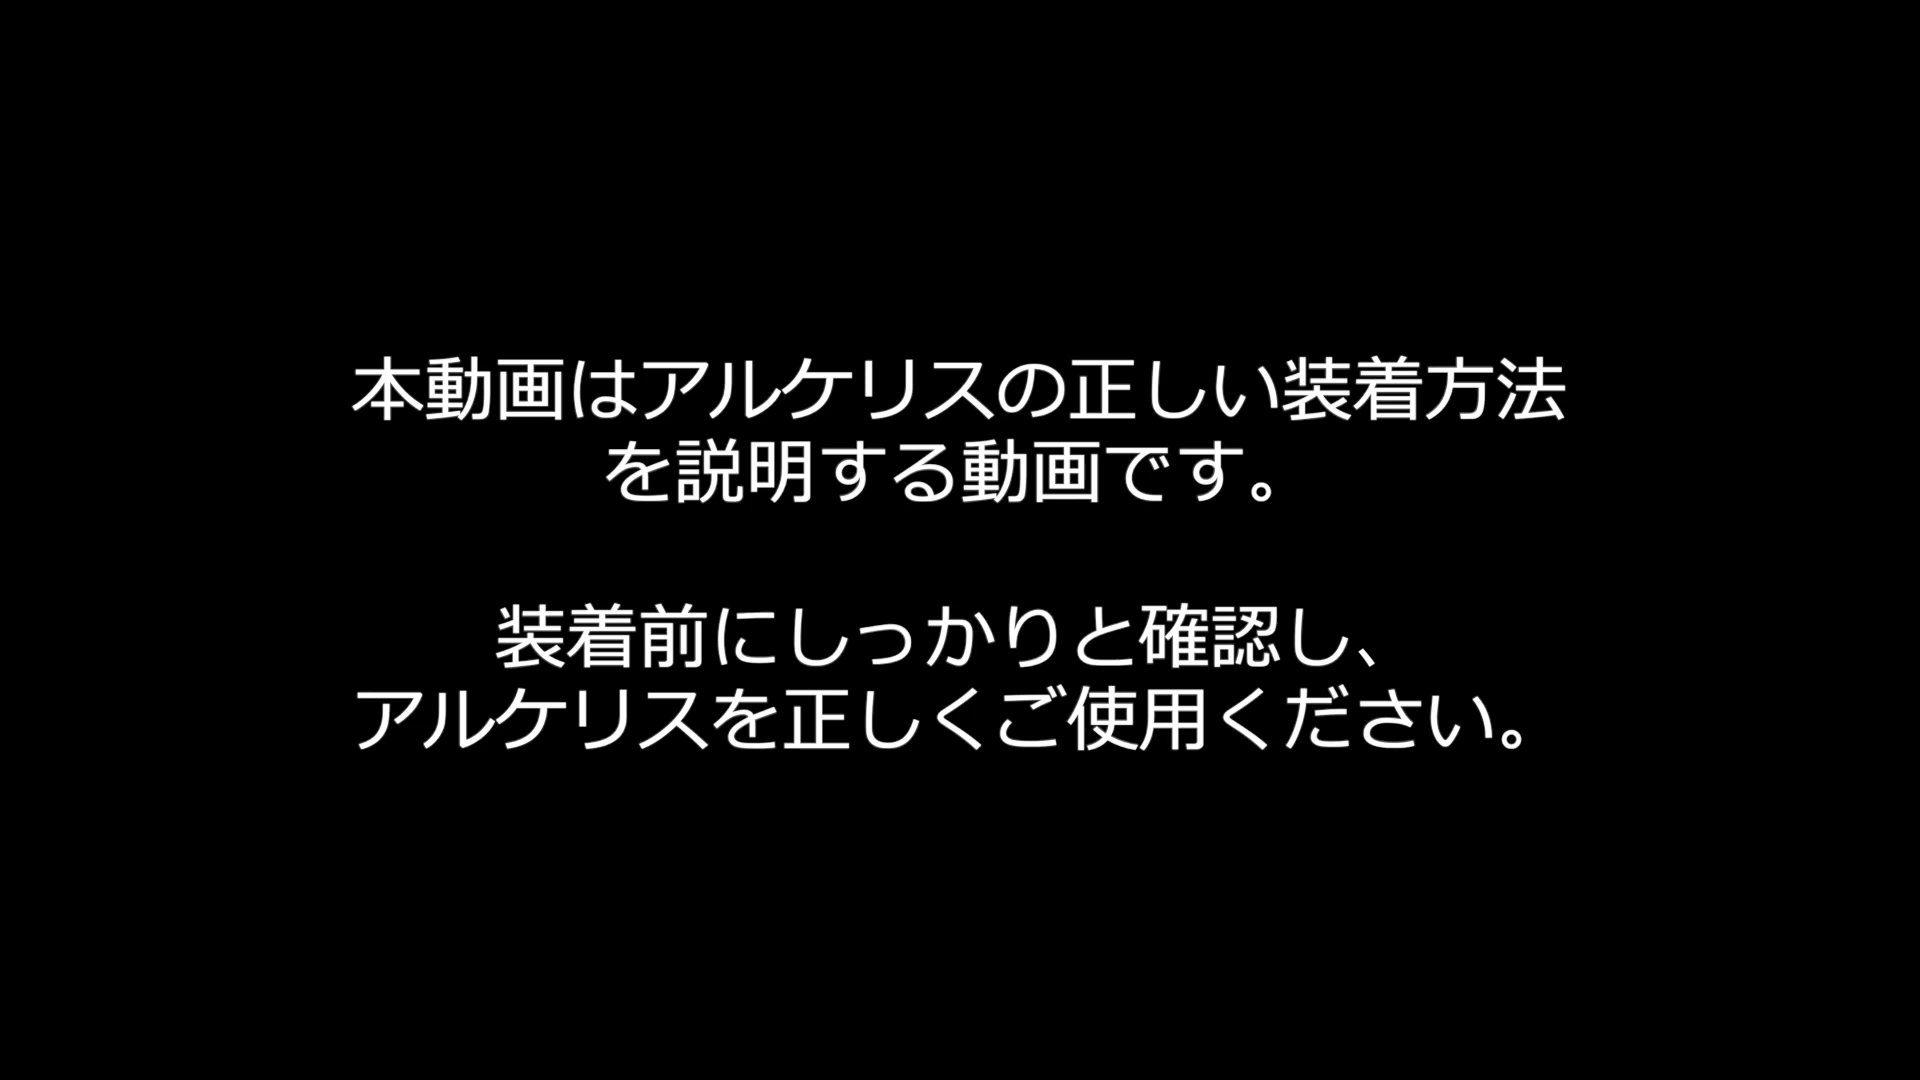 本動画はアルケリスの正しい装着方法
を説明する動画です。
装着前にしっかりと確認し、
アルケリスを正しくご使用ください。